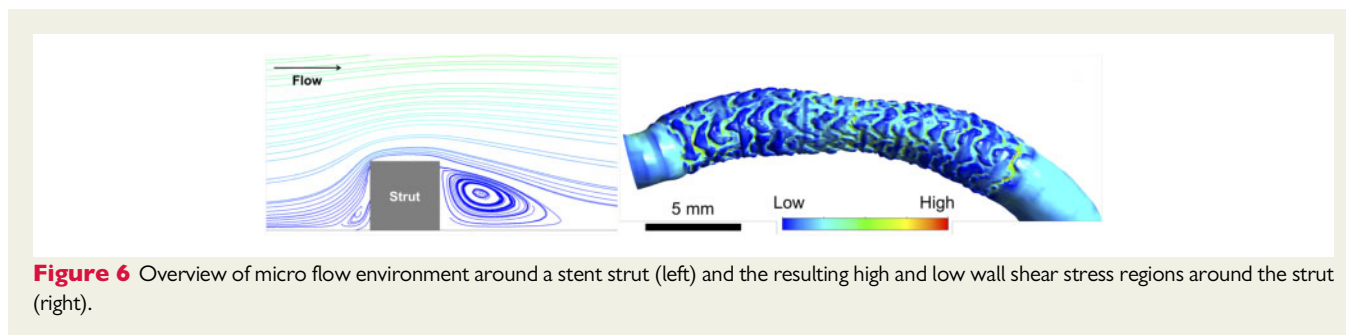 Flow
Strut
5 mm
Low High
Figure 6 Overview of micro flow environment around a stent strut (left) and the resulting high and low wall shear stress regions around the strut
(right).